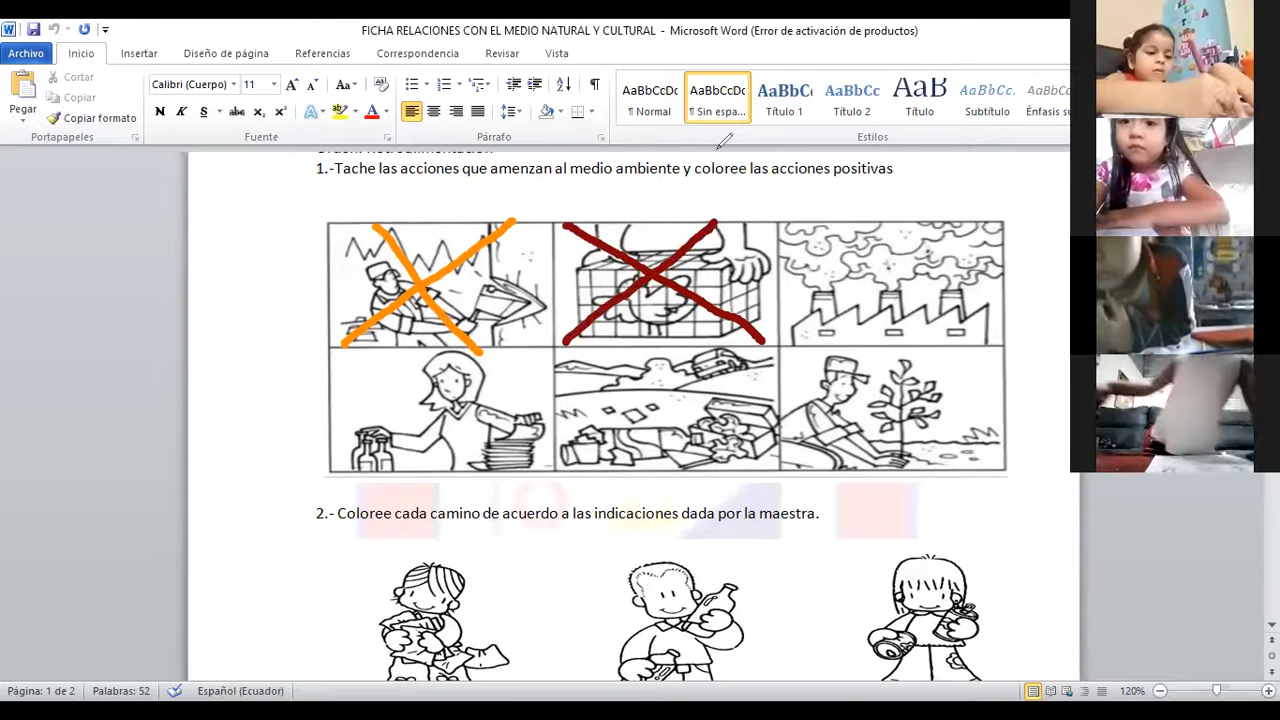 FICHA RELACIONES CON EL MEDIO NATURAL Y CULTURAL - Microsoft Word (Error de activación de productos)
Archivo Inicio Insertar Diseño de página Referencias Correspondencia Revisar Vista
Cortar
Copiar
Copiar formato
Pegar
Portapapeles
Calibri (Cuerpo) 11
Fuente
Párrafo
AaBbCcDc AaBbCcDc AaBbCc AaBbCc AaB AaBbCc. AaBbCc
¶ Normal ¶ Sin espa... Título 1 Título 2 Título Subtítulo Énfasis su
Estilos
1.-Tache las acciones que amenzan al medio ambiente y coloree las acciones positivas
2.- Coloree cada camino de acuerdo a las indicaciones dada por la maestra.
Página: 1 de 2 Palabras: 52 Español (Ecuador) 120%